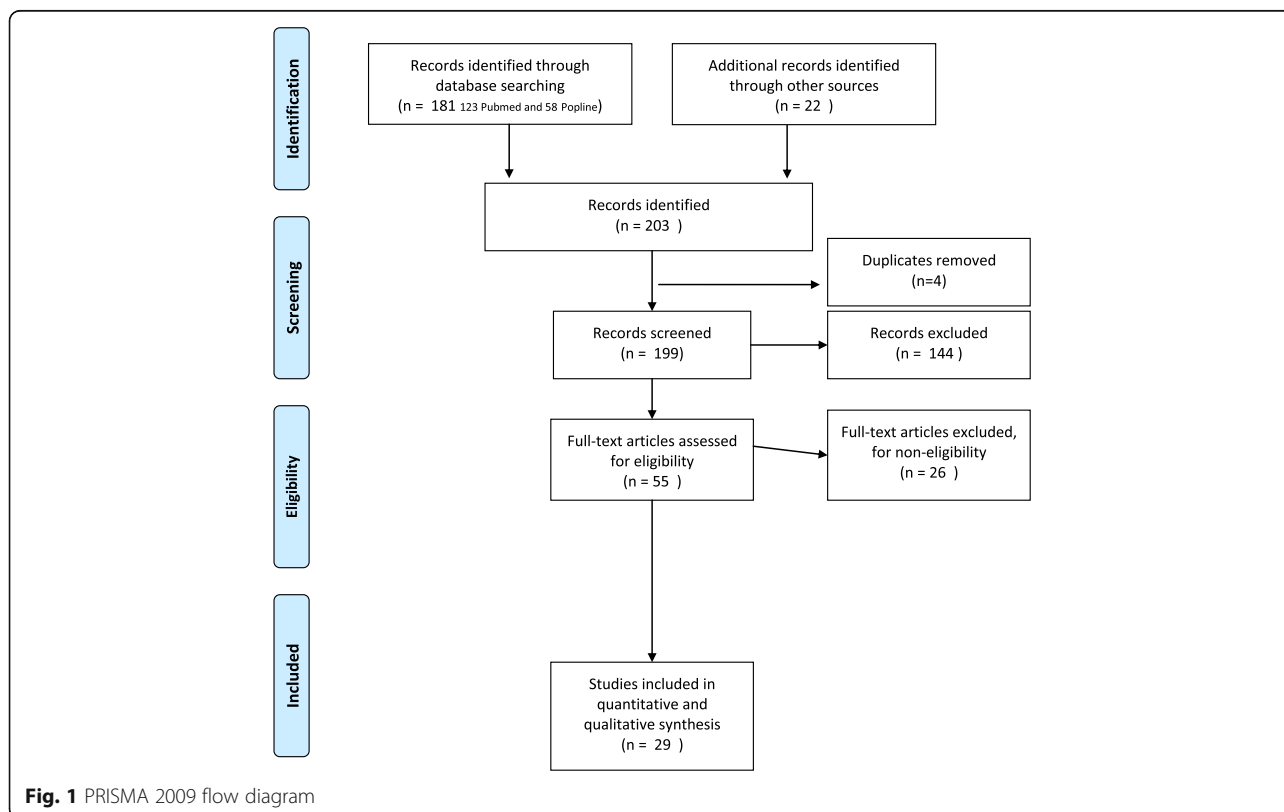 Identification
Records identified through
database searching
(n = 181 123 Pubmed and 58 Popline)
Additional records identified
through other sources
(n = 22 )
Records identified
(n = 203 )
Screening
Duplicates removed
(n=4)
Records screened
(n = 199)
Records excluded
(n = 144 )
Eligibility
Full-text articles assessed
for eligibility
(n = 55 )
Full-text articles excluded,
for non-eligibility
(n = 26 )
Included
Studies included in
quantitative and
qualitative synthesis
(n = 29 )
Fig. 1 PRISMA 2009 flow diagram